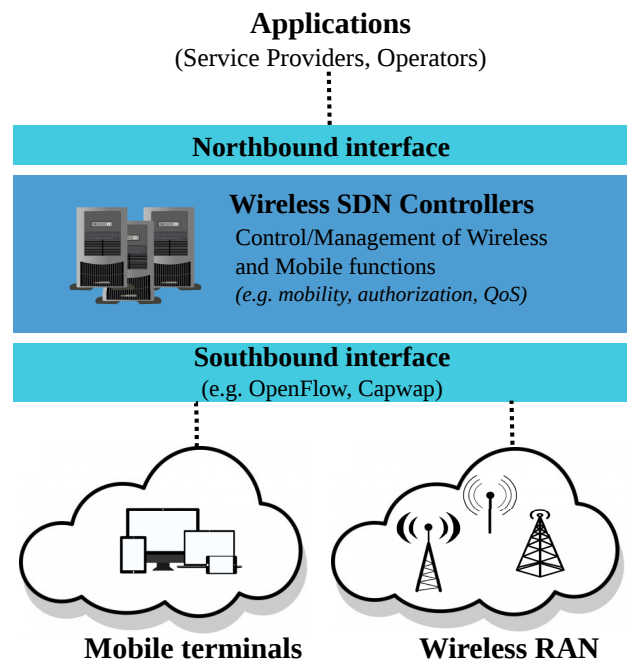 Applications
(Service Providers, Operators)
Northbound interface
Wireless SDN Controllers
Control/Management of Wireless
and Mobile functions
(e.g. mobility, authorization, QoS)
Southbound interface
(e.g. OpenFlow, Capwap)
Mobile terminals
Wireless RAN